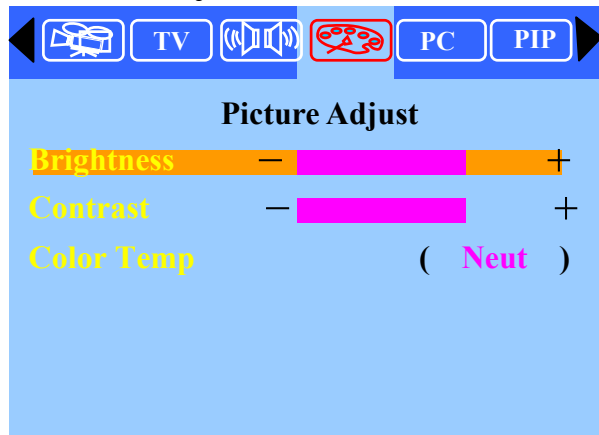 TV PC PIP
Picture Adjust
Brightness − +
Contrast − +
Color Temp ( Neut )